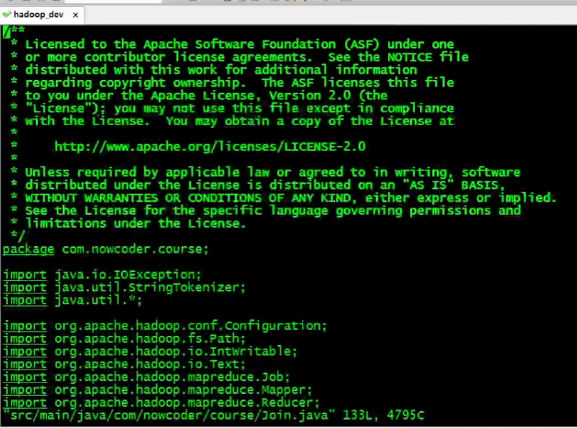 hadoop_dev x
/**
 * Licensed to the Apache Software Foundation (ASF) under one
 * or more contributor license agreements.  See the NOTICE file
 * distributed with this work for additional information
 * regarding copyright ownership.  The ASF licenses this file
 * to you under the Apache License, Version 2.0 (the
 * "License"); you may not use this file except in compliance
 * with the License.  You may obtain a copy of the License at
 *
 *     http://www.apache.org/licenses/LICENSE-2.0
 *
 * Unless required by applicable law or agreed to in writing, software
 * distributed under the License is distributed on an "AS IS" BASIS,
 * WITHOUT WARRANTIES OR CONDITIONS OF ANY KIND, either express or implied.
 * See the License for the specific language governing permissions and
 * limitations under the License.
 */
package com.nowcoder.course;
import java.io.IOException;
import java.util.StringTokenizer;
import java.util.*;
import org.apache.hadoop.conf.Configuration;
import org.apache.hadoop.fs.Path;
import org.apache.hadoop.io.IntWritable;
import org.apache.hadoop.io.Text;
import org.apache.hadoop.mapreduce.Job;
import org.apache.hadoop.mapreduce.Mapper;
import org.apache.hadoop.mapreduce.Reducer;
"src/main/java/com/nowcoder/course/Join.java" 133L, 4795C